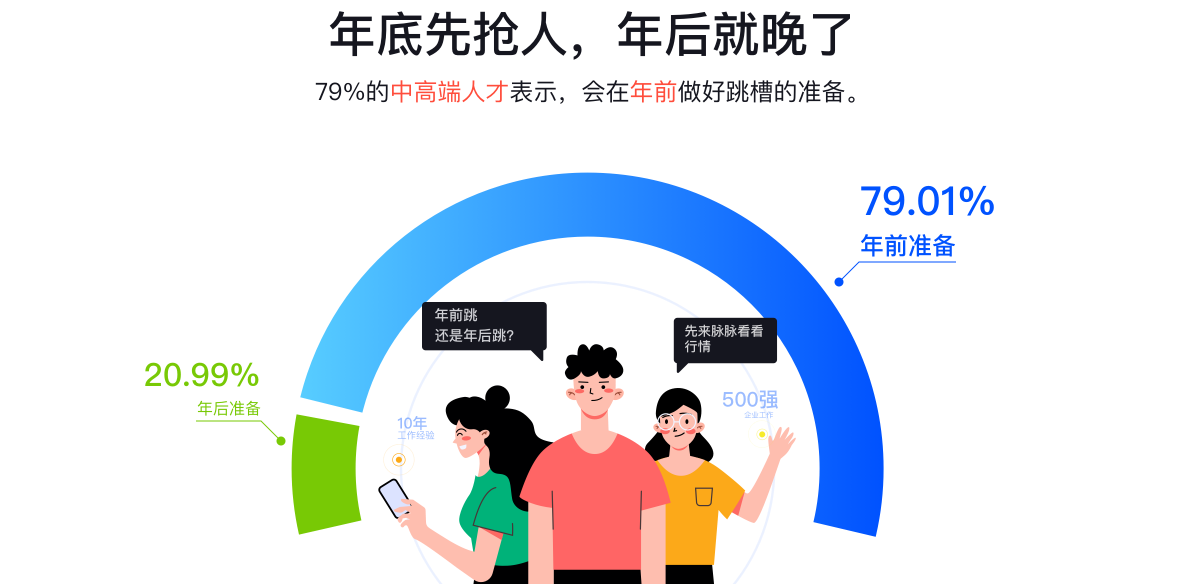 年底先抢人，年后就晚了
79%的中高端人才表示，会在年前做好跳槽的准备。
79.01%
年前准备
年前跳
还是年后跳?
先来脉脉看看
行情
20.99%
年后准备
10年
工作经验
500强
企业工作